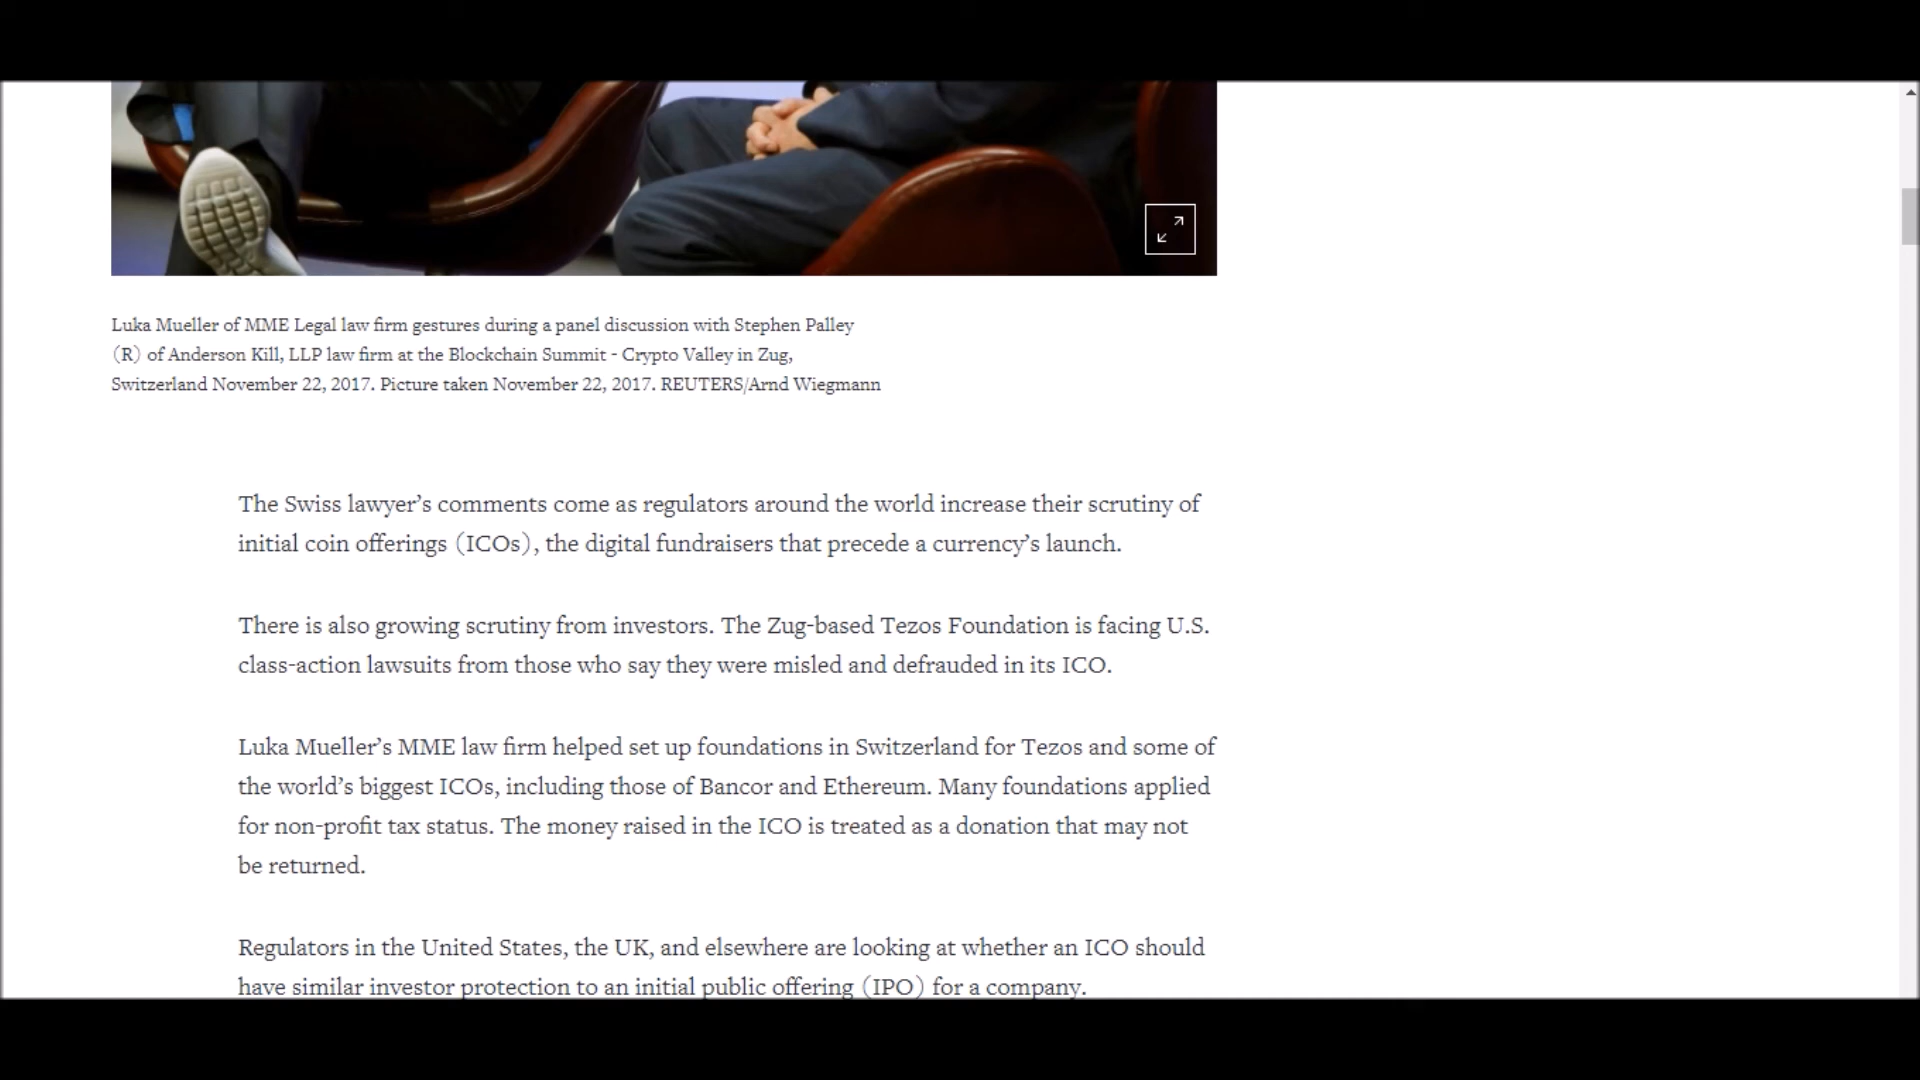 Luka Mueller of MME Legal law firm gestures during a panel discussion with Stephen Palley
(R) of Anderson Kill, LLP law firm at the Blockchain Summit - Crypto Valley in Zug,
Switzerland November 22, 2017. Picture taken November 22, 2017. REUTERS/Arnd Wiegmann
The Swiss lawyer’s comments come as regulators around the world increase their scrutiny of
initial coin offerings (ICOs), the digital fundraisers that precede a currency’s launch.
There is also growing scrutiny from investors. The Zug-based Tezos Foundation is facing U.S.
class-action lawsuits from those who say they were misled and defrauded in its ICO.
Luka Mueller’s MME law firm helped set up foundations in Switzerland for Tezos and some of
the world’s biggest ICOs, including those of Bancor and Ethereum. Many foundations applied
for non-profit tax status. The money raised in the ICO is treated as a donation that may not
be returned.
Regulators in the United States, the UK, and elsewhere are looking at whether an ICO should
have similar investor protection to an initial public offering (IPO) for a company.